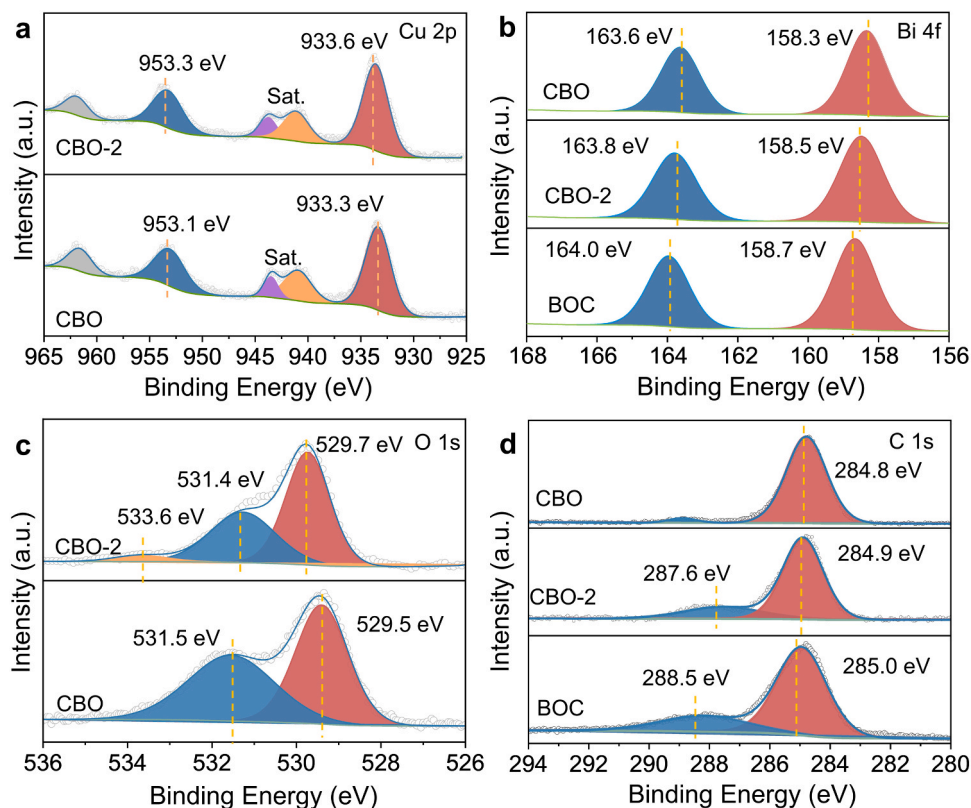 a
Cu 2p
933.6 eV
953.3 eV
Sat.
CBO-2
933.3 eV
953.1 eV
Sat.
CBO
Intensity (a.u.)
965 960 955 950 945 940 935 930 925
Binding Energy (eV)
b
Bi 4f
163.6 eV
158.3 eV
CBO
163.8 eV
158.5 eV
CBO-2
164.0 eV
158.7 eV
BOC
Intensity (a.u.)
168 166 164 162 160 158 156
Binding Energy (eV)
c
O 1s
529.7 eV
531.4 eV
533.6 eV
CBO-2
531.5 eV
529.5 eV
CBO
Intensity (a.u.)
536 534 532 530 528 526
Binding Energy (eV)
d
C 1s
284.8 eV
CBO
284.9 eV
287.6 eV
CBO-2
285.0 eV
288.5 eV
BOC
Intensity (a.u.)
294 292 290 288 286 284 282 280
Binding Energy (eV)